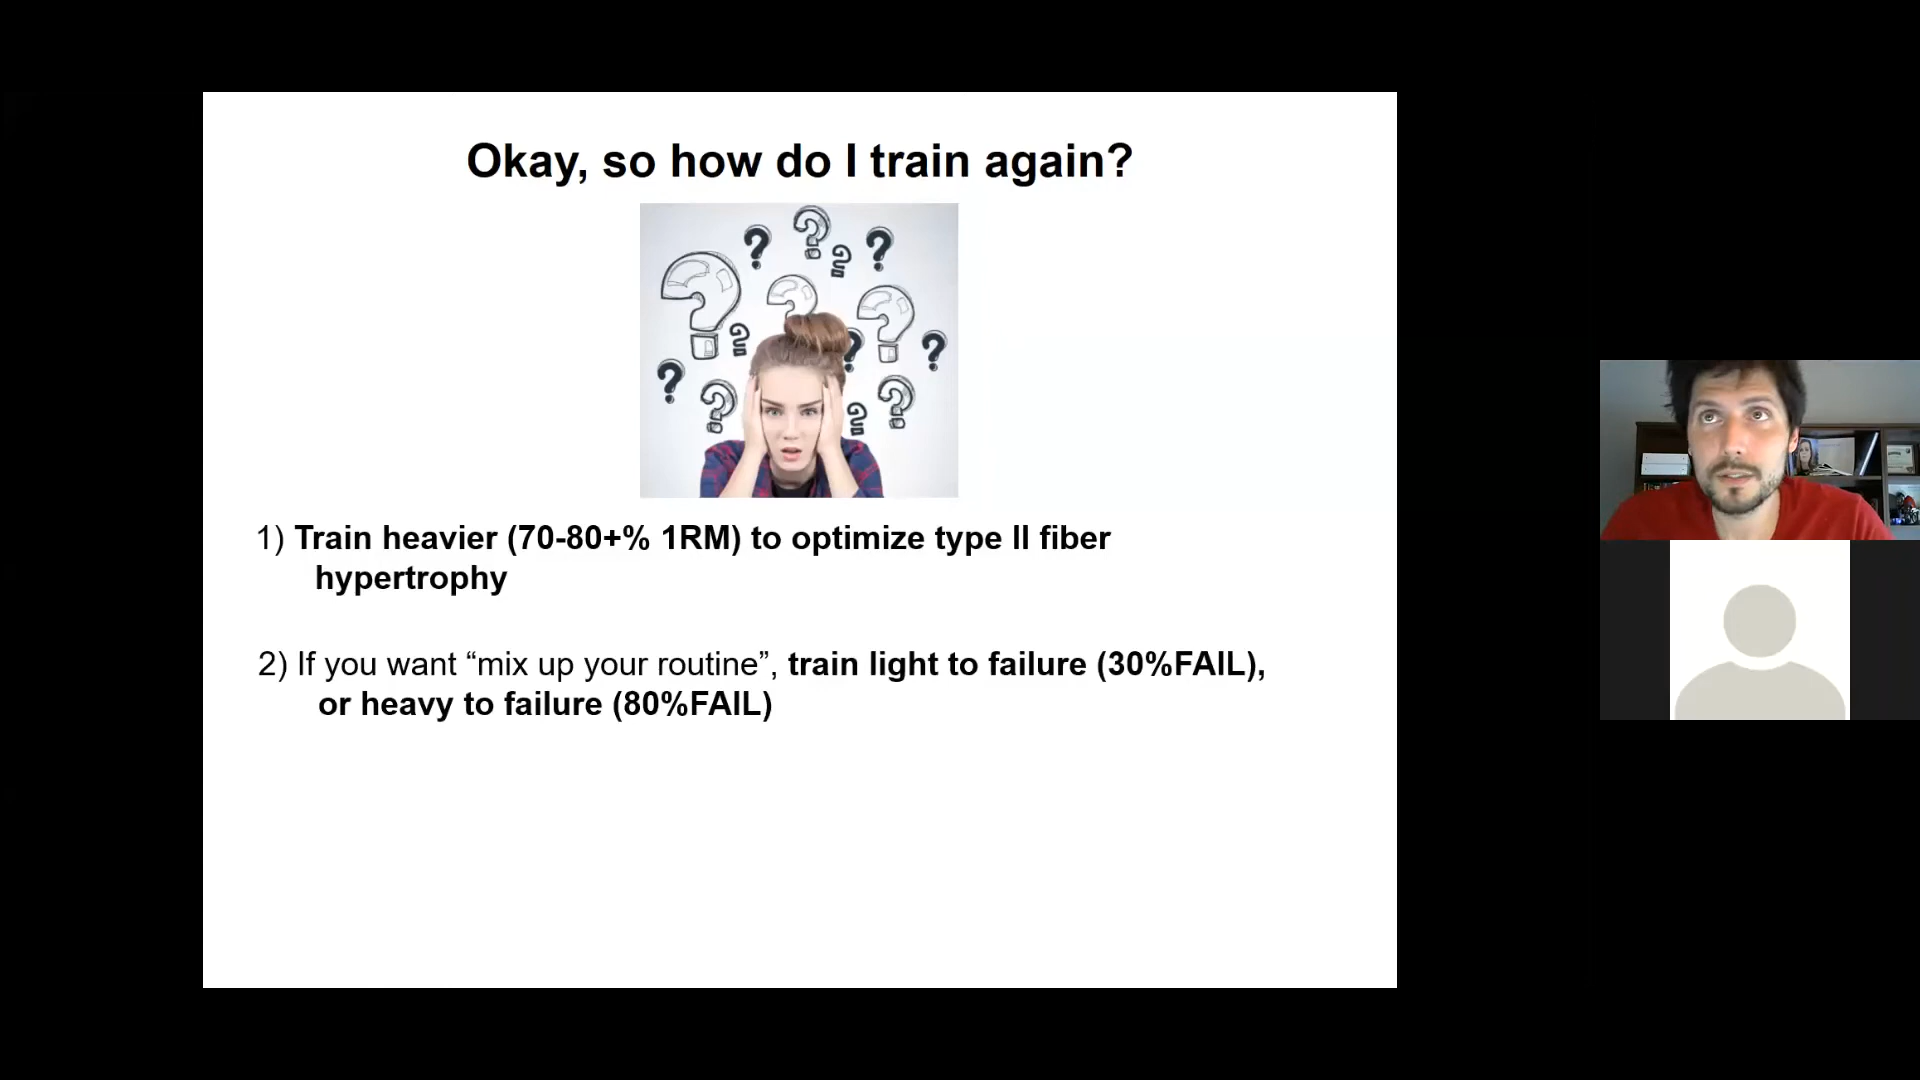 Okay, so how do I train again?
1) Train heavier (70-80+% 1RM) to optimize type II fiber
hypertrophy
2) If you want “mix up your routine”, train light to failure (30%FAIL),
or heavy to failure (80%FAIL)